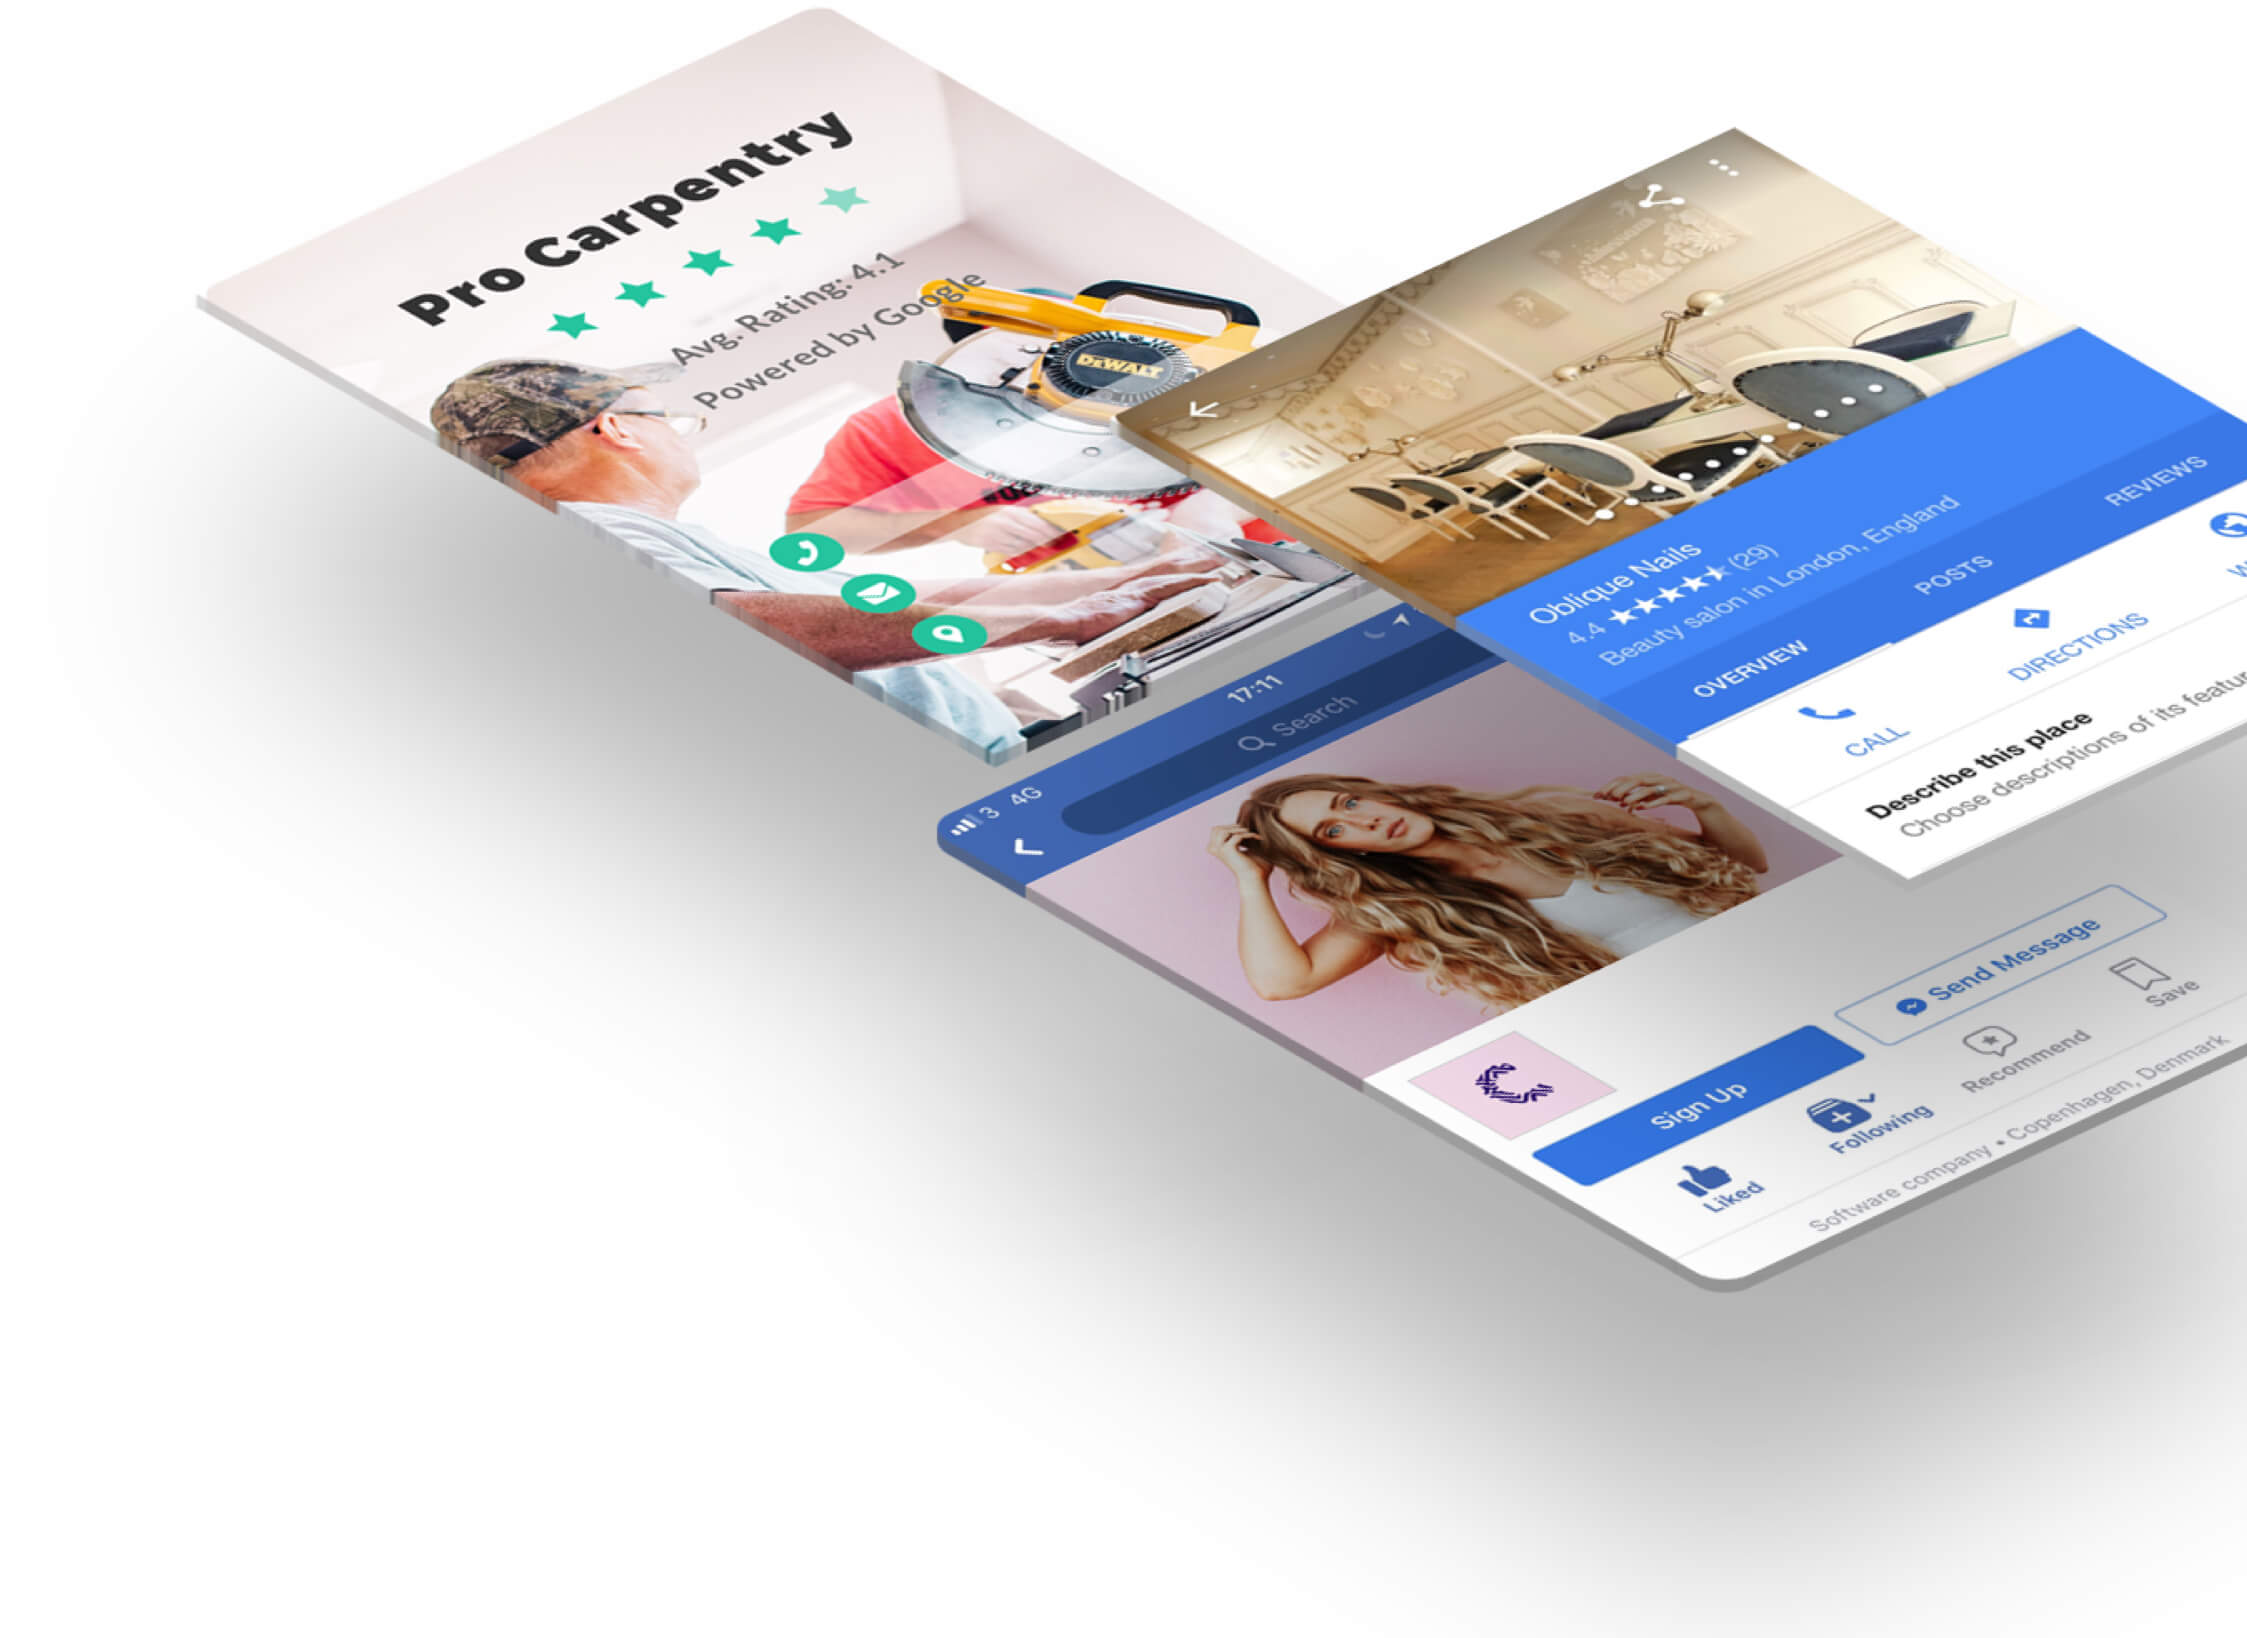 Pro Carpentry
Avg. Rating: 4.1
Powered by Google
DEWALT
Oblique Nails
4.4 (29)
Beauty salon in London, England
OVERVIEW
POSTS
REVIEWS
CALL
DIRECTIONS
Describe this place
Choose descriptions of its
3 4G
17:11
Search
Sign Up
Send Message
Liked
Following
Recommend
Save
Software company • Copenhagen, Denmark